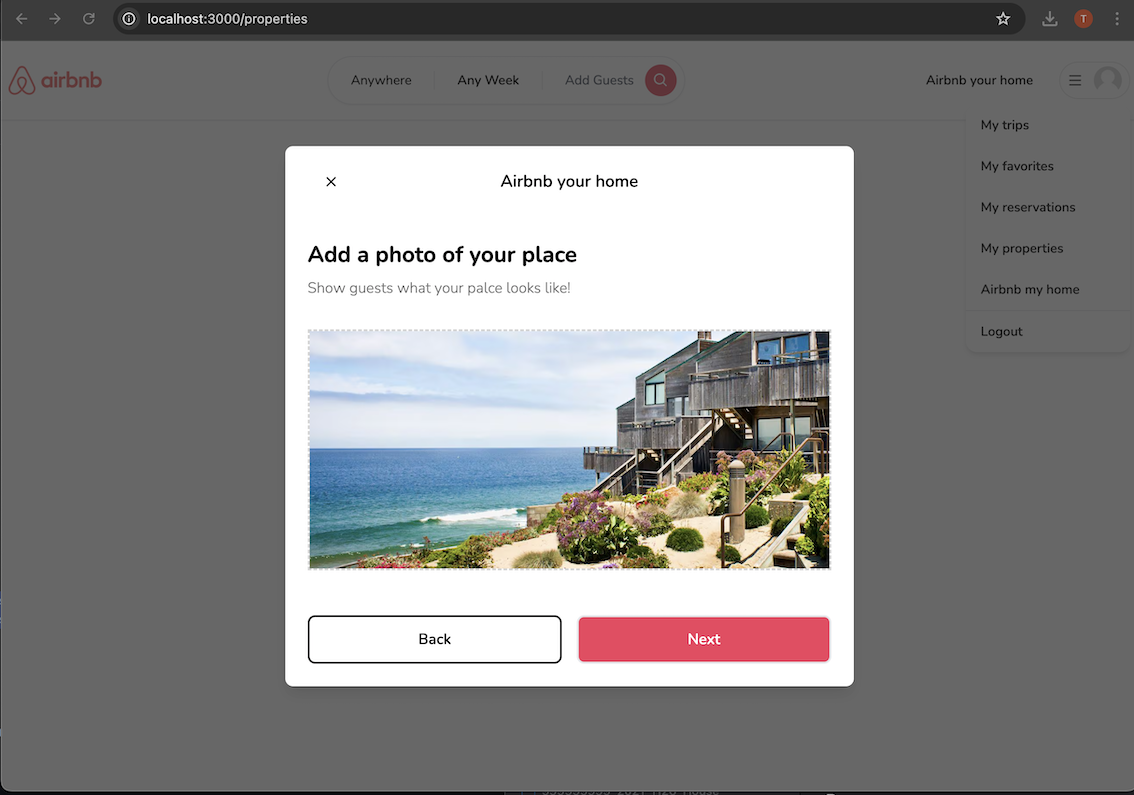 localhost:3000/properties
T
airbnb
Anywhere
Any Week
Add Guests
Airbnb your home
My trips
My favorites
My reservations
My properties
Airbnb my home
Logout
Airbnb your home
Add a photo of your place
Show guests what your palce looks like!
Back
Next